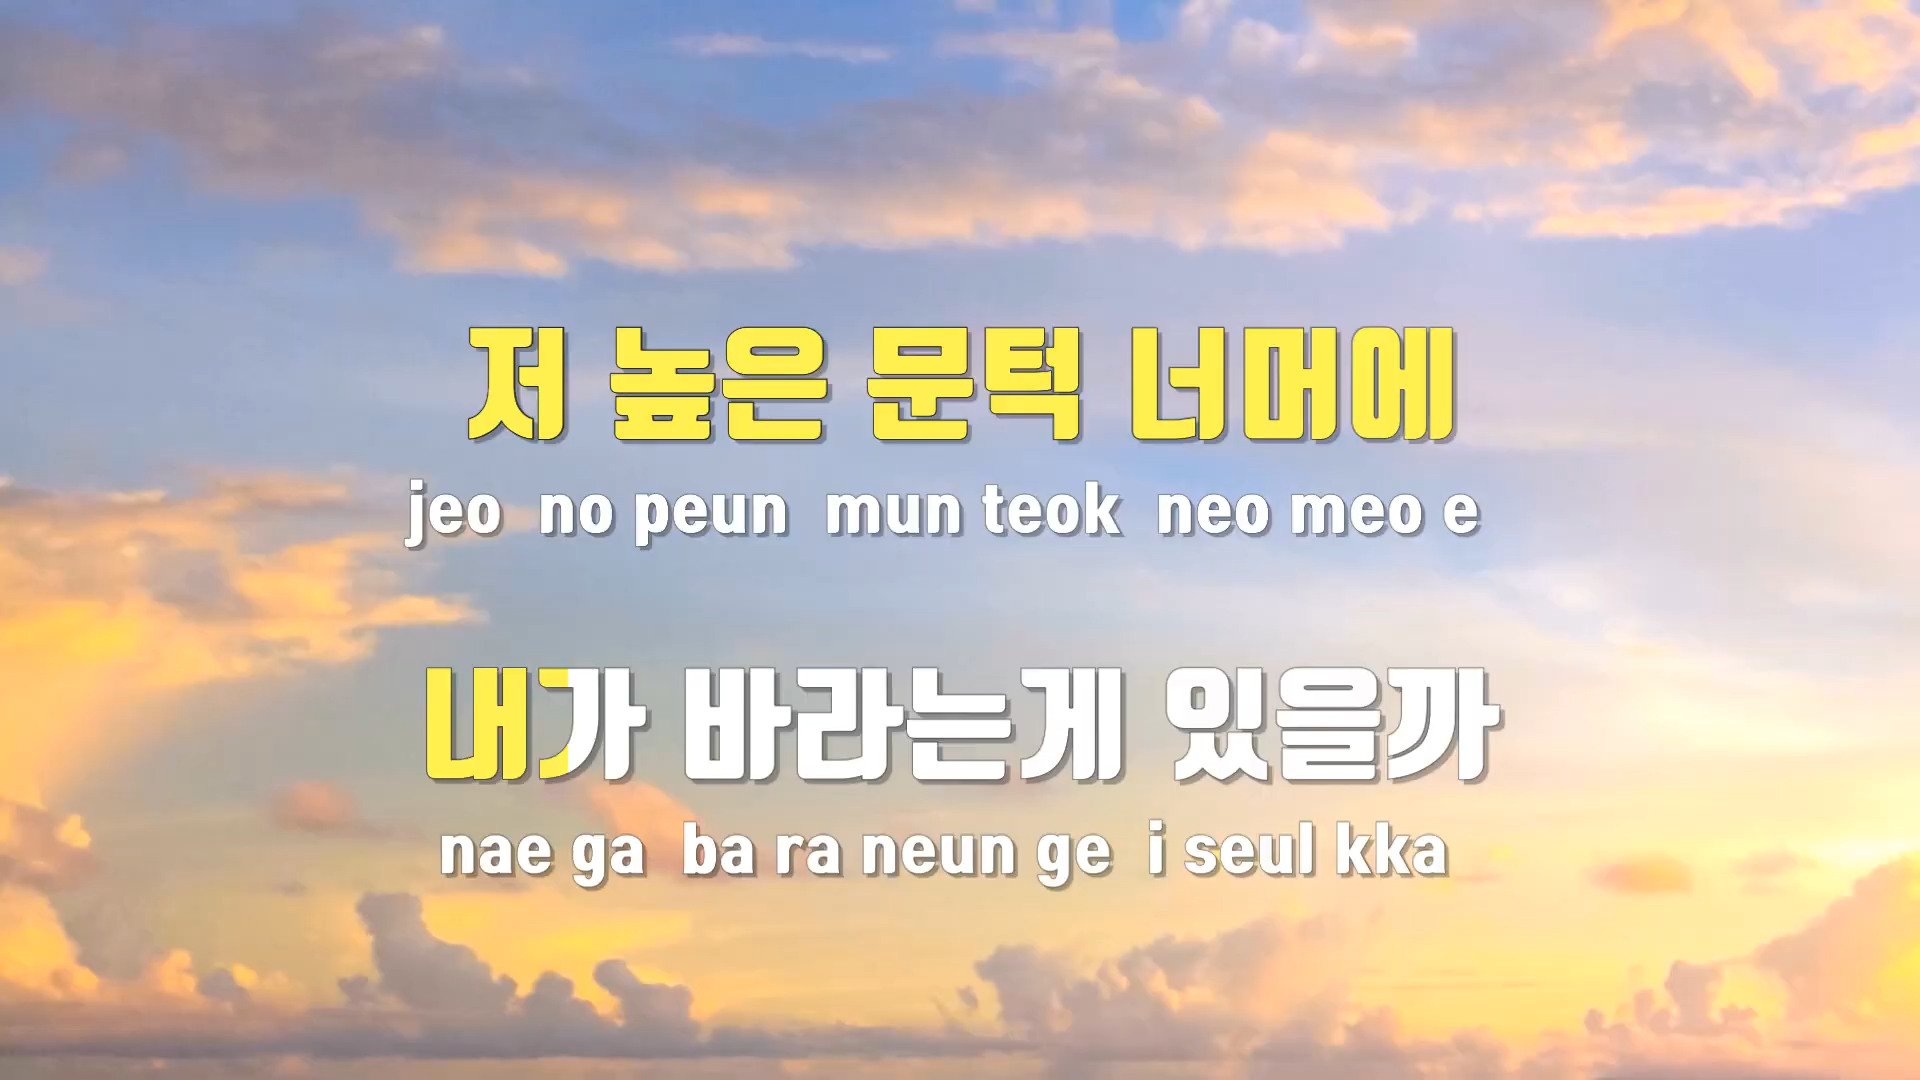 저 높은 문턱 너머에
jeo no peun mun teok neo meo e
내가 바라는게 있을까
nae ga ba ra neun ge i seul kka